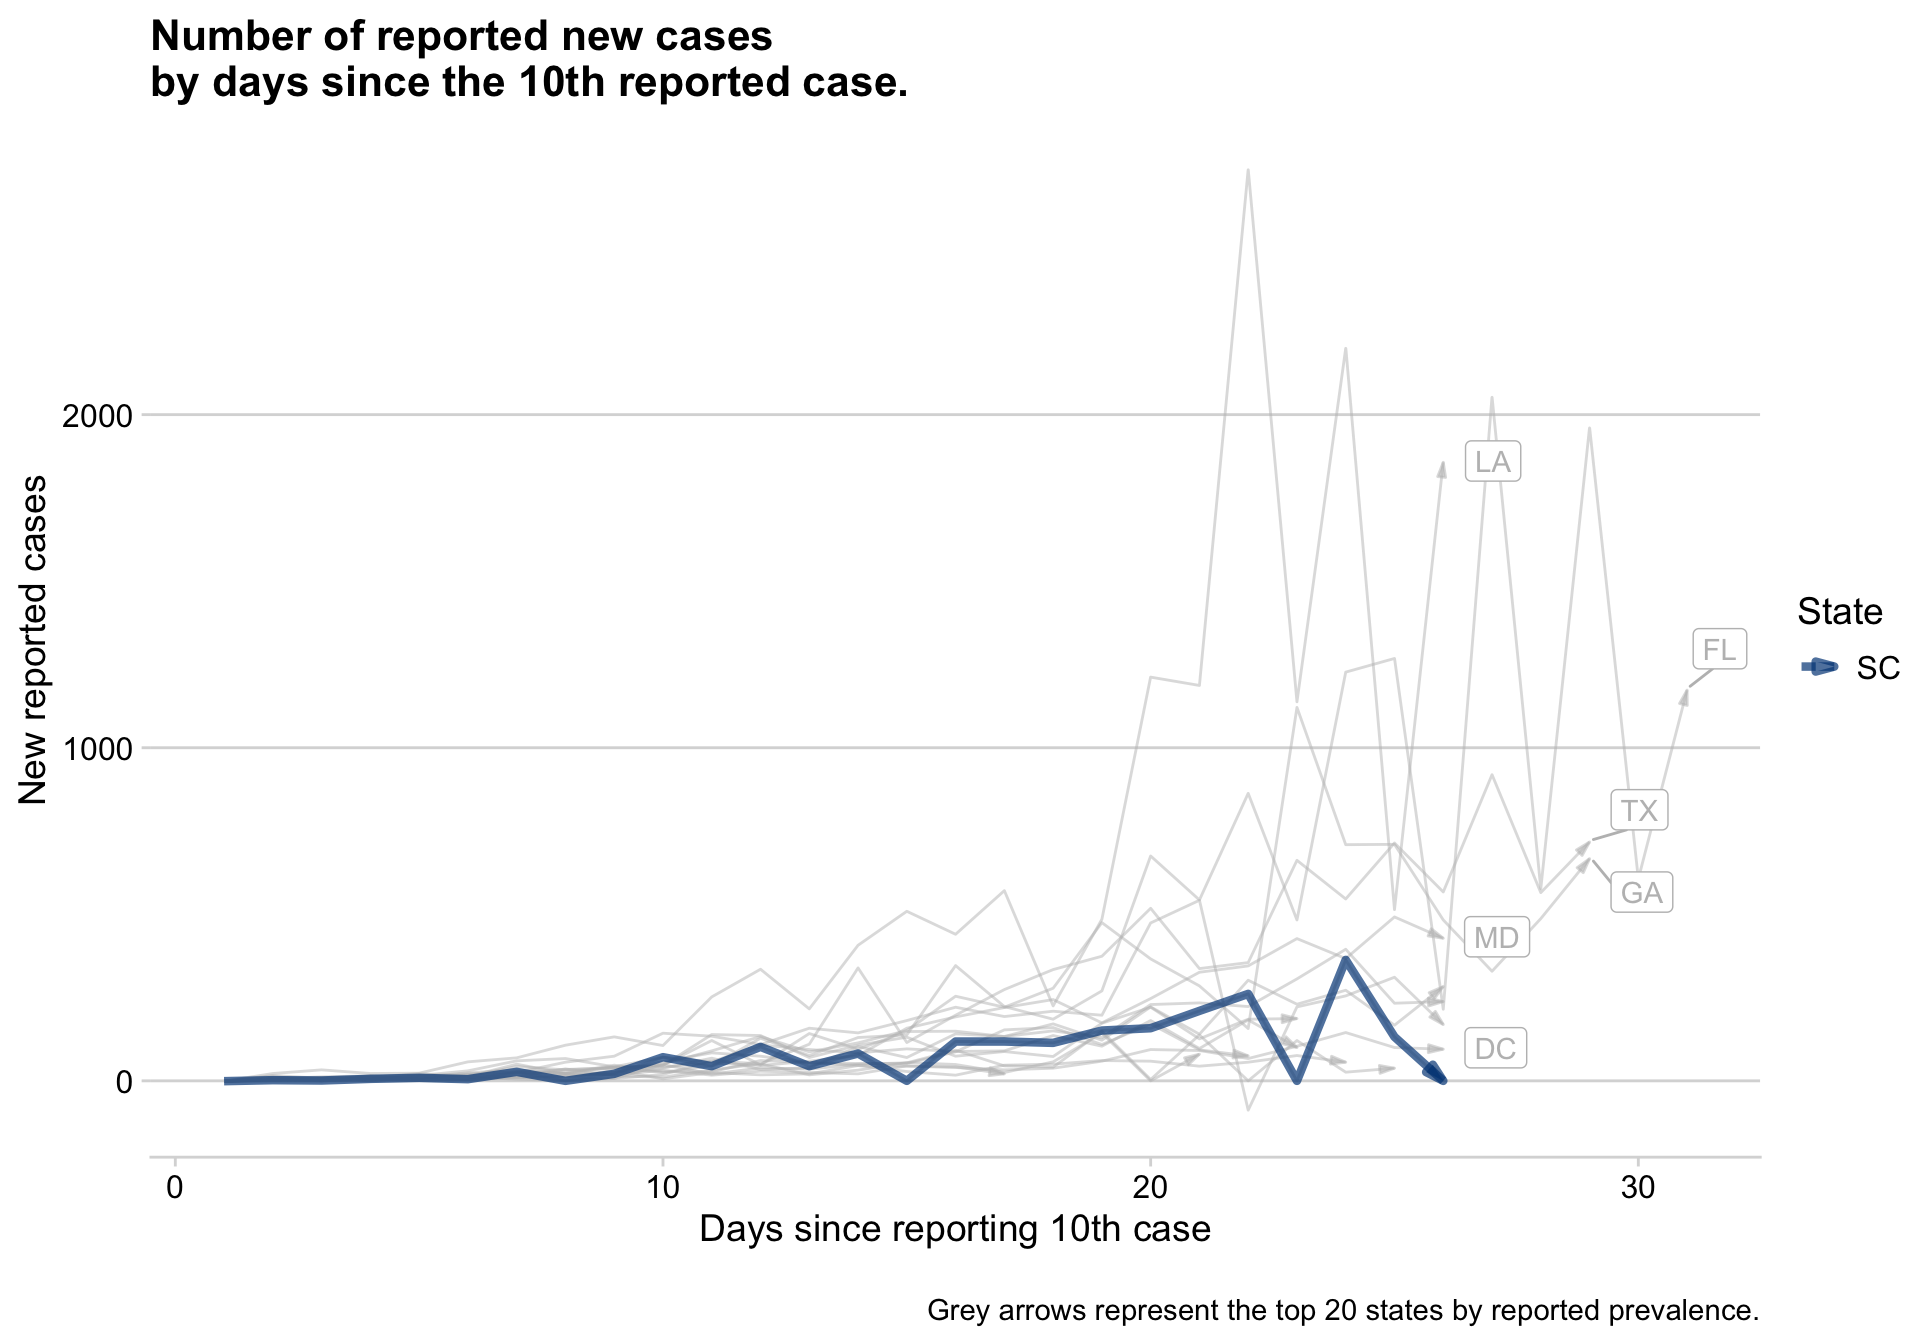 Number of reported new cases
by days since the 10th reported case.
New reported cases
2000
1000
0
LA
FL
TX
GA
MD
DC
State
SC
0
10
20
30
Days since reporting 10th case
Grey arrows represent the top 20 states by reported prevalence.